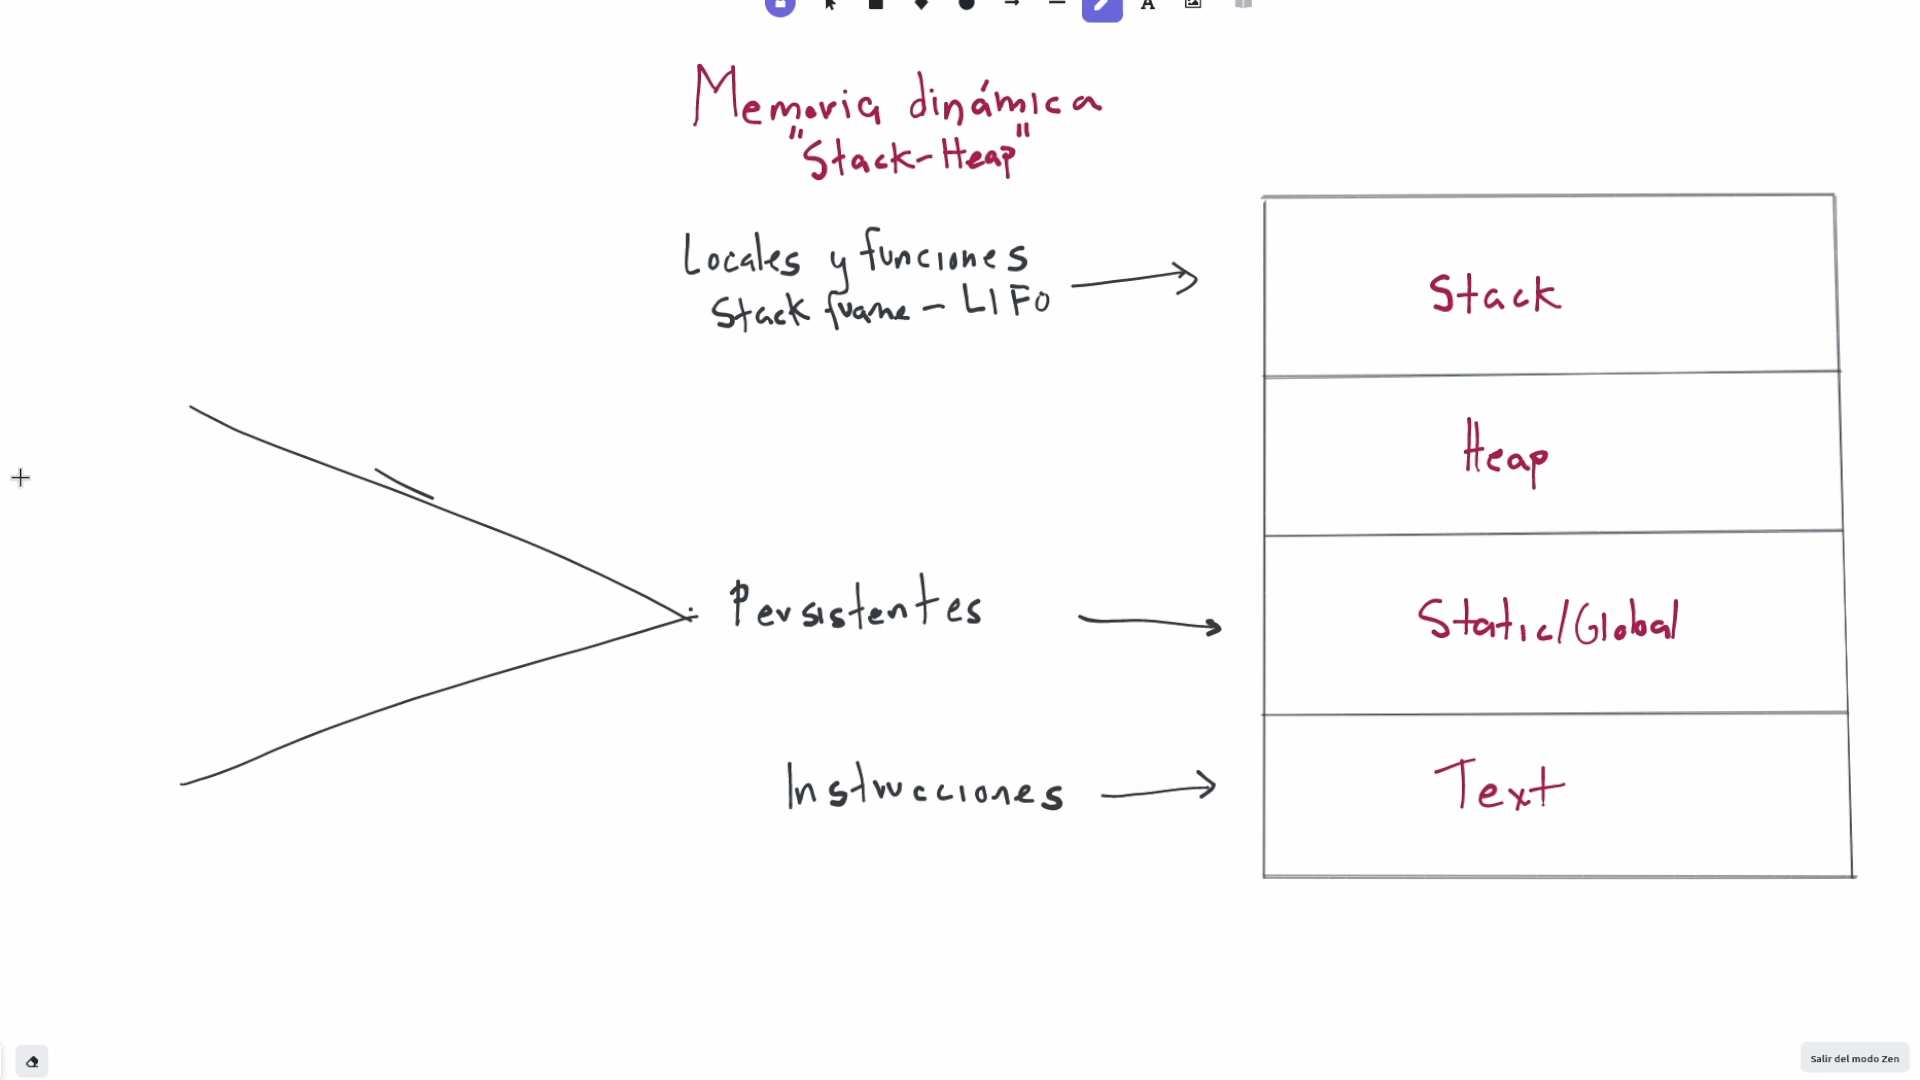 Memoria dinámica
"Stack-Heap"
Locales y funciones
Stack frame - LIFO
Stack
Heap
Persistentes
Static/Global
Instrucciones
Text
Salir del modo Zen